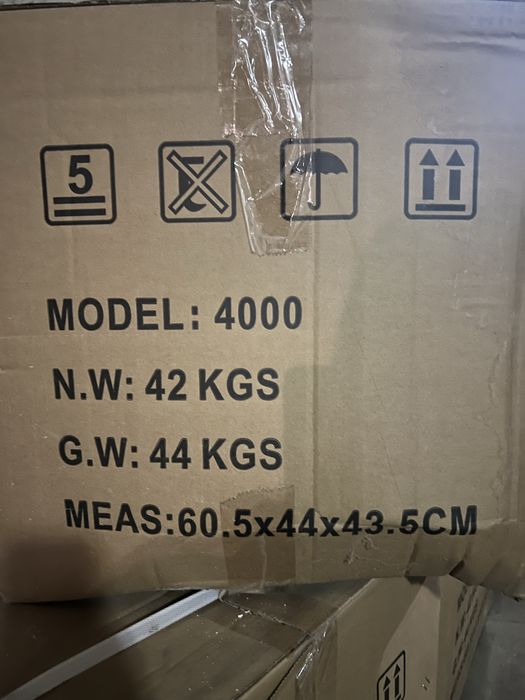 5
MODEL: 4000
N.W: 42 KGS
G.W: 44 KGS
MEAS:60.5x44x43.5CM